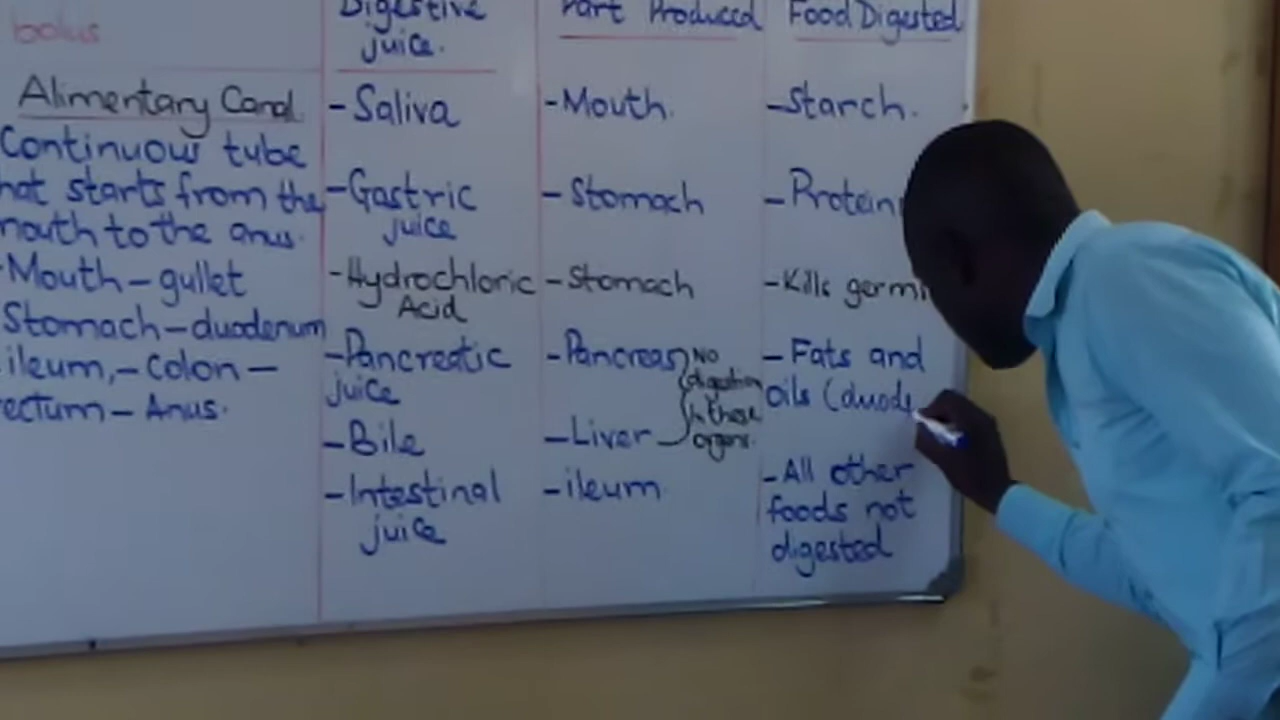 bolus
Alimentary Canal
Continuous tube
hat starts from the
mouth to the anus.
Mouth - gullet
Stomach - duodenum
ileum, - Colon -
rectum - Anus.
Digestive
juice.
- Saliva
- Gastric
juice
- Hydrochloric
Acid
- Pancreatic
juice
- Bile
- Intestinal
juice
Part Produced
- Mouth.
- Stomach
- Stomach
- Pancreas
- Liver
- ileum
No
digestion
in these
organs.
Food Digested
- Starch.
- Protein
- Kills germ
- Fats and
oils (duode
- All other
foods not
digested